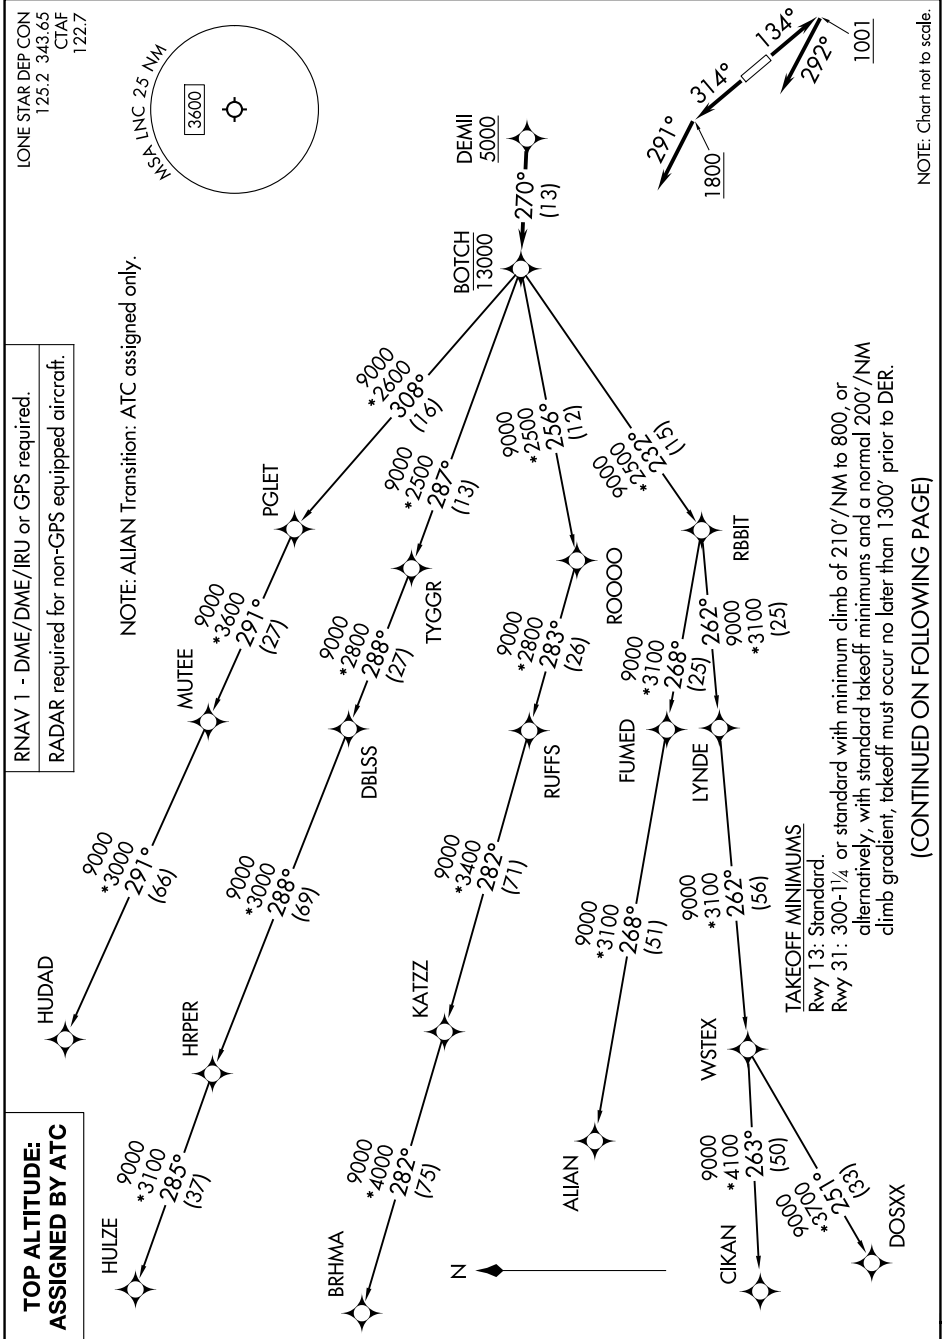 TOP ALTITUDE:
ASSIGNED BY ATC
RNAV 1 - DME/DME/IRU or GPS required.
RADAR required for non-GPS equipped aircraft.
LONE STAR DEP CON
125.2 343.65
CTAF
122.7
MSA LNC 25 NM
3600
NOTE: ALIAN Transition: ATC assigned only.
HUDAD
9000
*3000
291°
(66)
MUTEE
9000
*3600
291°
(27)
PGLET
9000
*2600
308°
(16)
HULZE
9000
*3100
285°
(37)
HRPER
9000
*3000
288°
(69)
DBLSS
9000
*2800
288°
(27)
TYGGR
9000
*2500
287°
(13)
BOTCH
13000
270°
(13)
DEMII
5000
BRHMA
9000
*4000
282°
(75)
KATZZ
9000
*3400
282°
(71)
RUFFS
9000
*2800
283°
(26)
ROOOO
9000
*2500
256°
(12)
N
ALIAN
9000
*3100
268°
(51)
FUMED
9000
*3100
268°
(25)
RBBIT
9000
*2500
232°
(15)
LYNDE
262°
9000
*3100
(25)
CIKAN
9000
*4100
263°
(50)
WSTEX
9000
*3100
262°
(56)
DOSXX
9000
*3700
251°
(33)
291°
1800
314°
134°
292°
1001
TAKEOFF MINIMUMS
Rwy 13: Standard.
Rwy 31: 300-1¼ or standard with minimum climb of 210'/NM to 800, or
alternatively, with standard takeoff minimums and a normal 200'/NM
climb gradient, takeoff must occur no later than 1300' prior to DER.
(CONTINUED ON FOLLOWING PAGE)
NOTE: Chart not to scale.